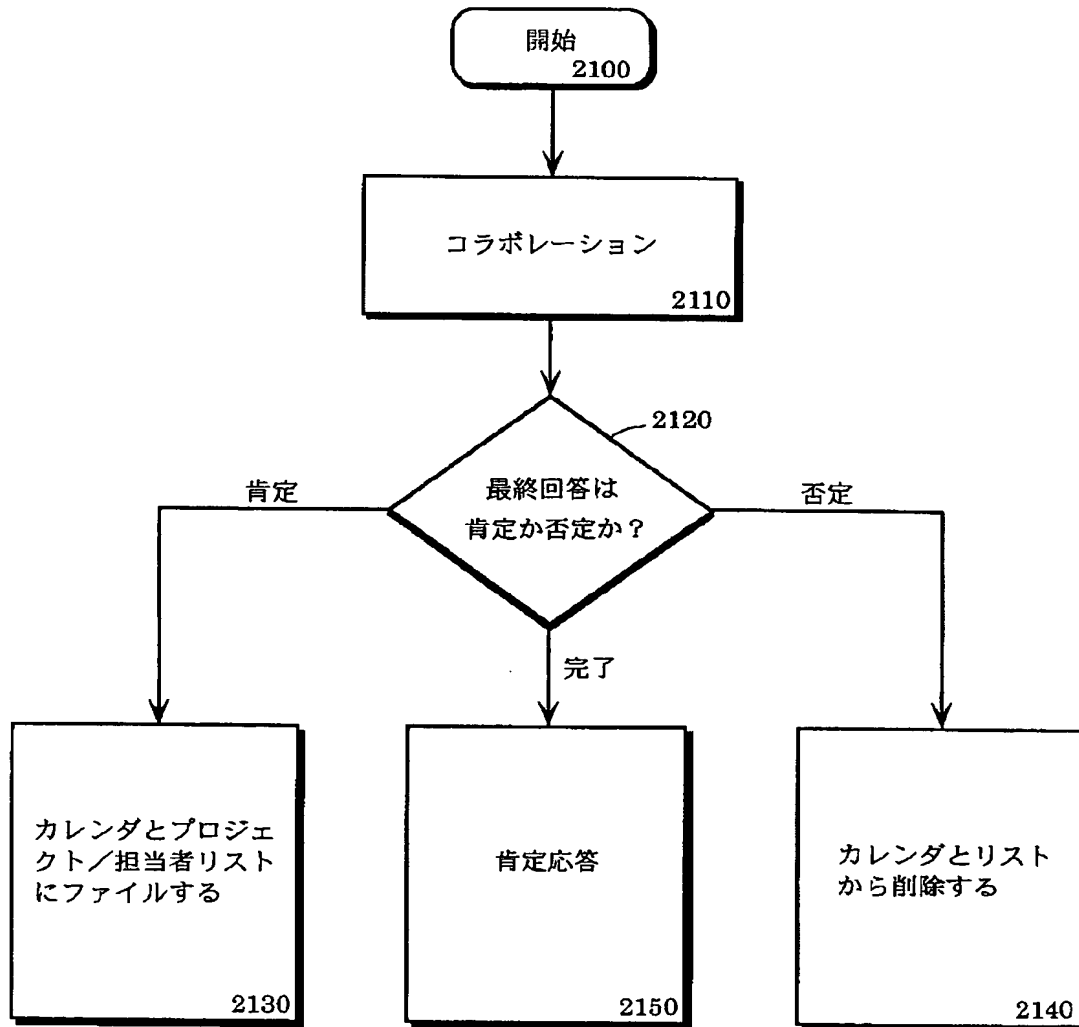 開始
2100
コラボレーション
2110
2120
最終回答は
肯定か否定か？
肯定
否定
完了
カレンダとプロジェ
クト／担当者リスト
にファイルする
2130
肯定応答
2150
カレンダとリスト
から削除する
2140